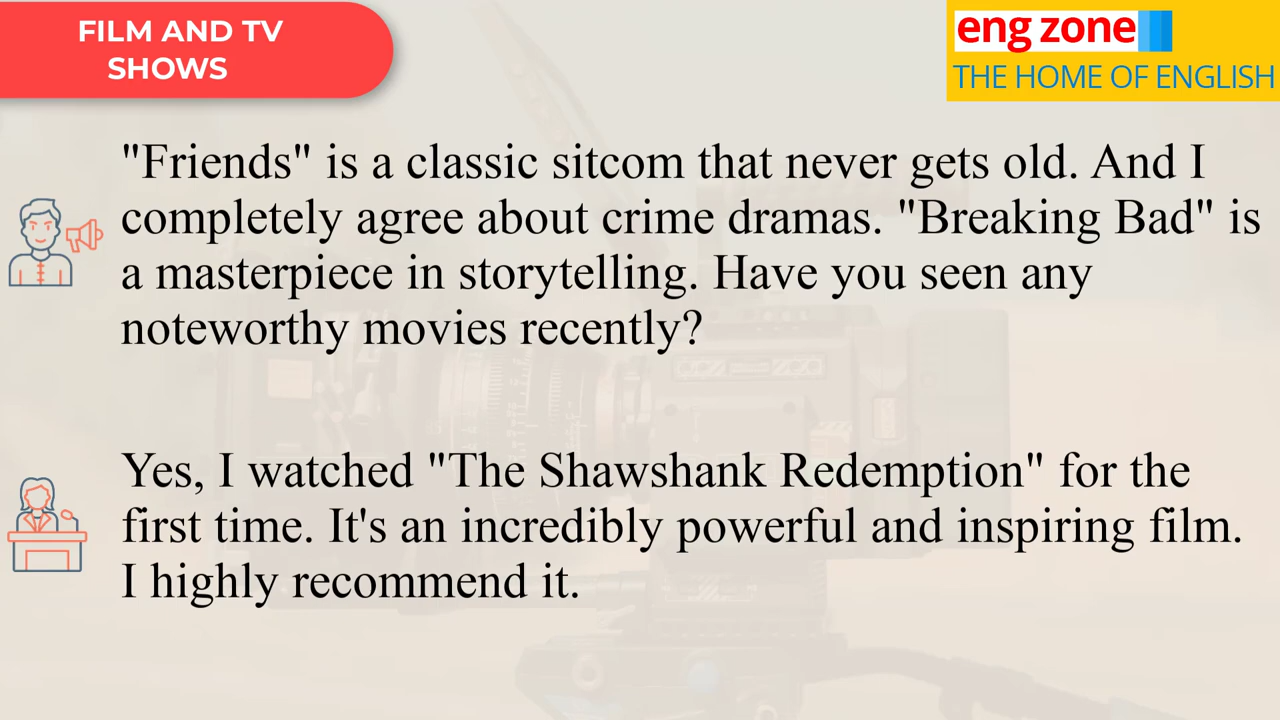 FILM AND TV
SHOWS
eng zone
THE HOME OF ENGLISH
"Friends" is a classic sitcom that never gets old. And I
completely agree about crime dramas. "Breaking Bad" is
a masterpiece in storytelling. Have you seen any
noteworthy movies recently?
Yes, I watched "The Shawshank Redemption" for the
first time. It's an incredibly powerful and inspiring film.
I highly recommend it.